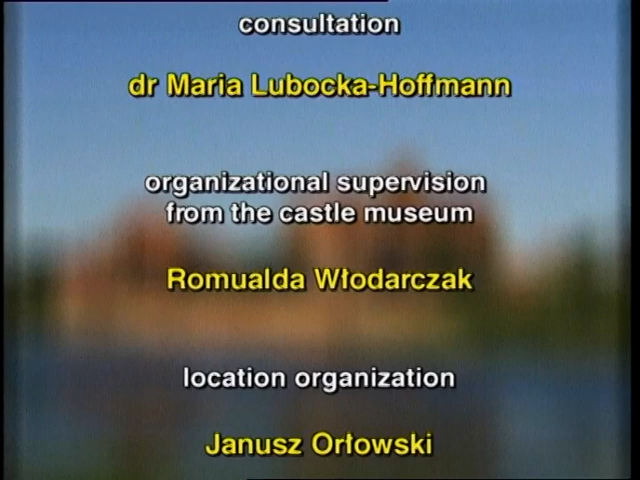 consultation
dr Maria Lubocka-Hoffmann
organizational supervision
from the castle museum
Romualda Włodarczak
location organization
Janusz Orłowski